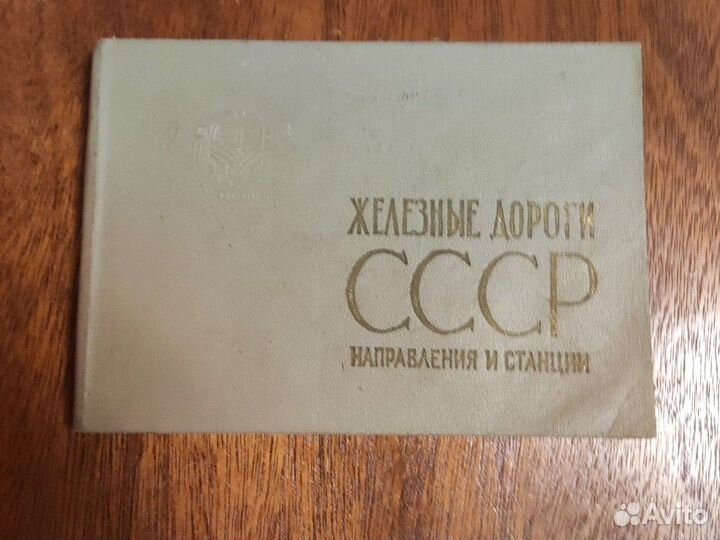 ЖЕЛЕЗНЫЕ ДОРОГИ
СССР
НАПРАВЛЕНИЯ И СТАНЦИИ
Avito